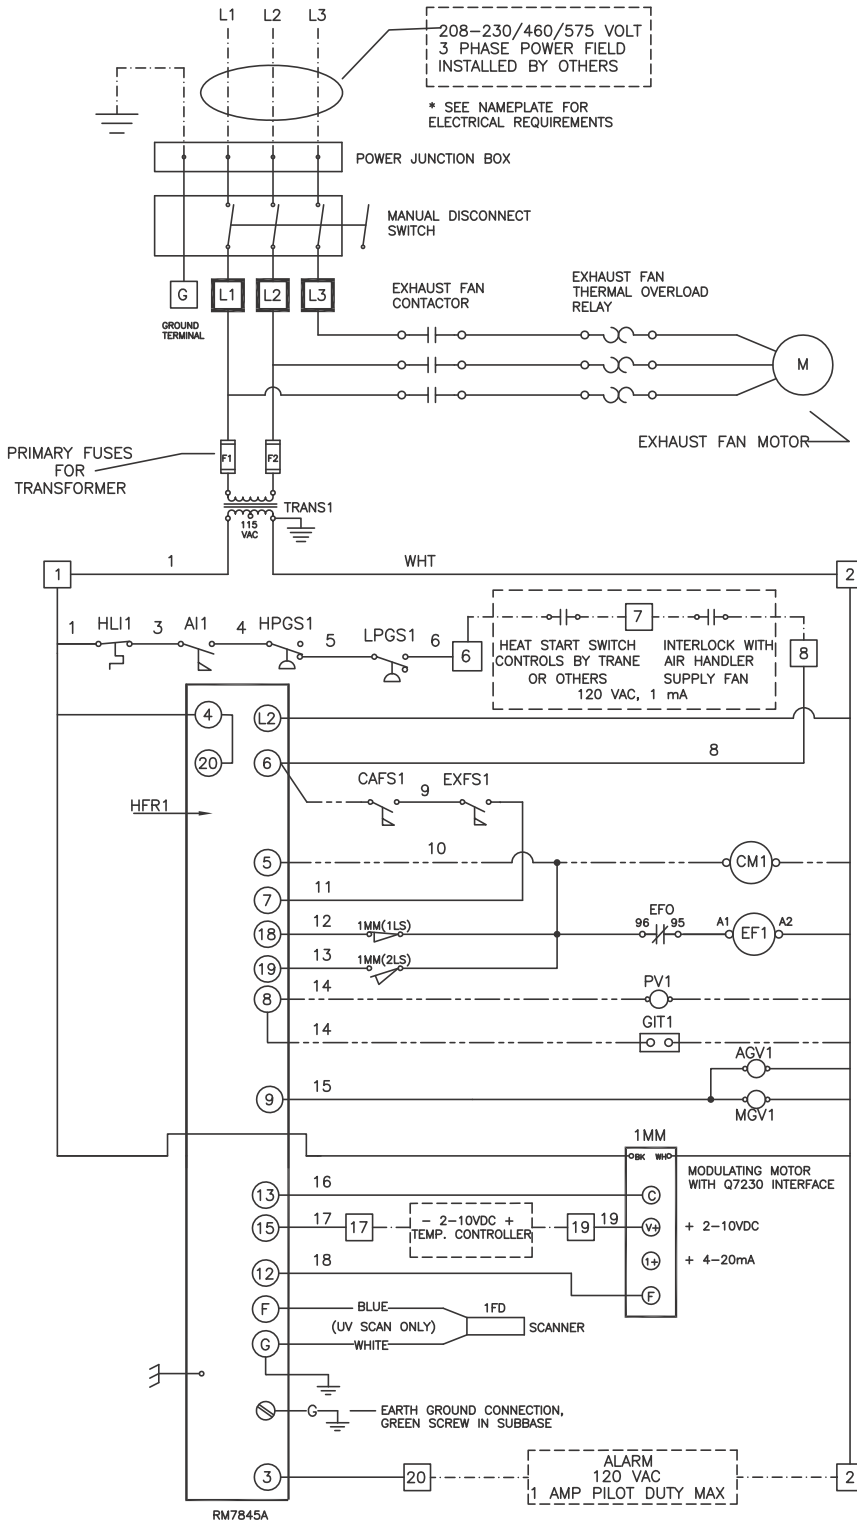 L1 L2 L3
208-230/460/575 VOLT
3 PHASE POWER FIELD
INSTALLED BY OTHERS
* SEE NAMEPLATE FOR
ELECTRICAL REQUIREMENTS
POWER JUNCTION BOX
MANUAL DISCONNECT
SWITCH
G L1 L2 L3
GROUND
TERMINAL
EXHAUST FAN
CONTACTOR
EXHAUST FAN
THERMAL OVERLOAD
RELAY
M
EXHAUST FAN MOTOR
PRIMARY FUSES
FOR
TRANSFORMER
F1 F2
TRANS1
115
VAC
1 1 WHT 2
1 HLI1 3 AI1 4 HPGS1 5 LPGS1 6 6
7
HEAT START SWITCH
CONTROLS BY TRANE
OR OTHERS
INTERLOCK WITH
AIR HANDLER
SUPPLY FAN
120 VAC, 1 mA
8
4 L2
20 6 8
CAFS1 9 EXFS1
HFR1
5 10 CM1
7 11
18 12 1MM(1LS)
EFO
96 95 A1 EF1 A2
19 13 1MM(2LS)
8 14 PV1
14 GIT1
AGV1
9 15
MGV1
1MM
BK WH
MODULATING MOTOR
WITH Q7230 INTERFACE
13 16 C
15 17 17
- 2-10VDC +
TEMP. CONTROLLER
19 19 V+ + 2-10VDC
1+ + 4-20mA
12 18 F
F BLUE 1FD
(UV SCAN ONLY) SCANNER
G WHITE
G EARTH GROUND CONNECTION,
GREEN SCREW IN SUBBASE
3 20
ALARM
120 VAC
1 AMP PILOT DUTY MAX
2
RM7845A